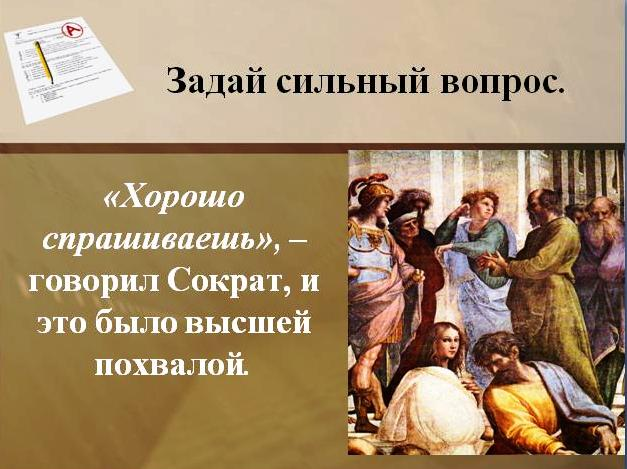 Задай сильный вопрос.
«Хорошо
спрашиваешь», –
говорил Сократ, и
это было высшей
похвалой.